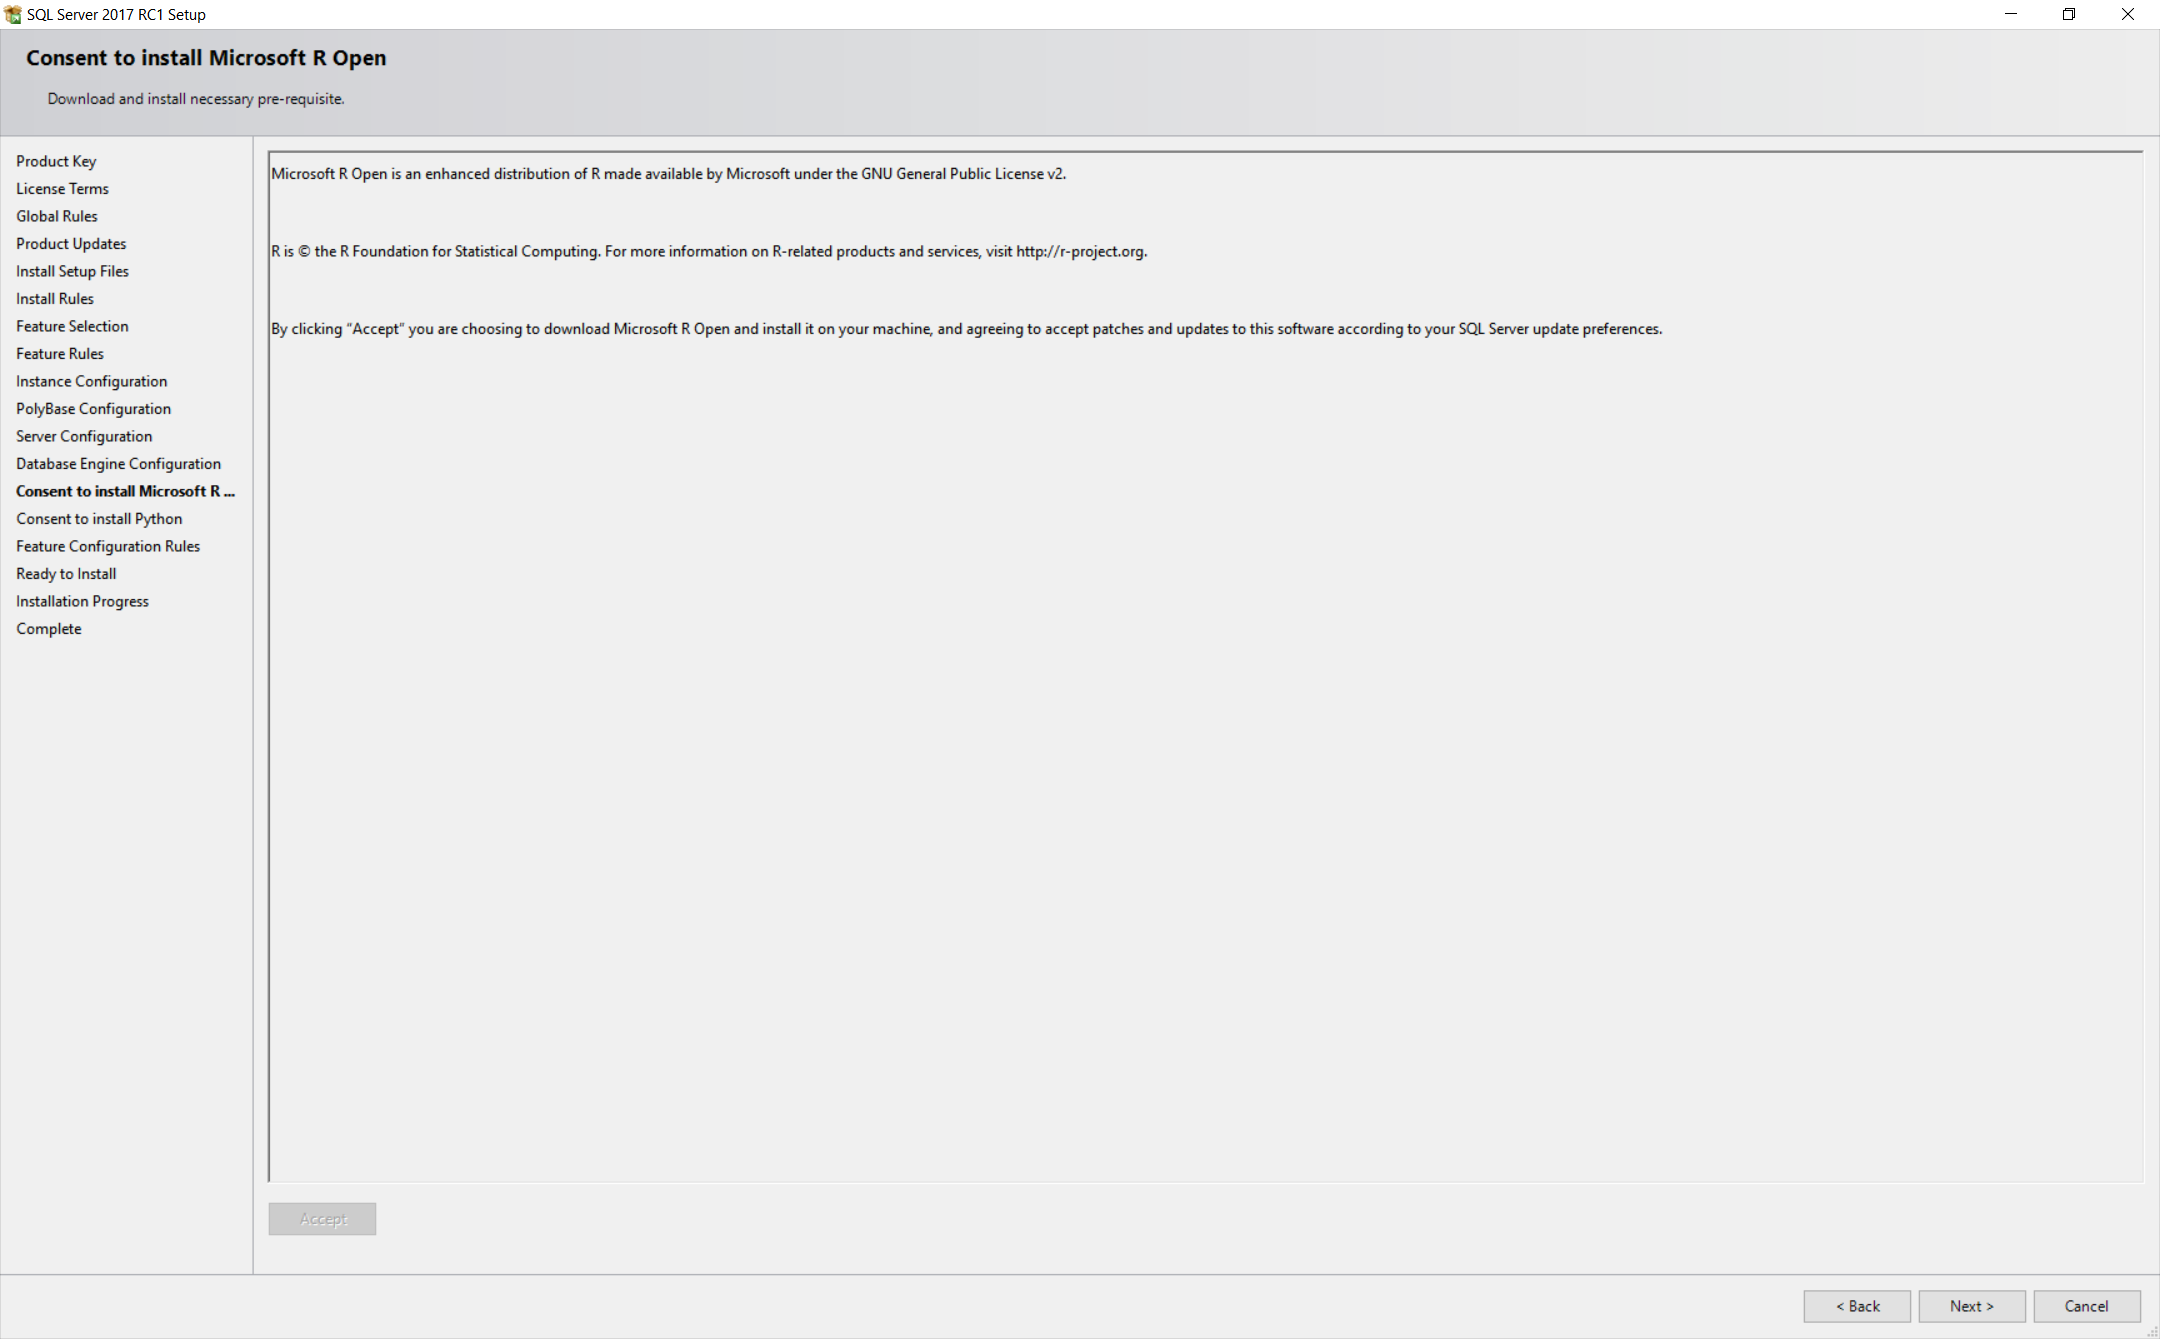 SQL Server 2017 RC1 Setup
Consent to install Microsoft R Open
Download and install necessary pre-requisite.
Product Key
License Terms
Global Rules
Product Updates
Install Setup Files
Install Rules
Feature Selection
Feature Rules
Instance Configuration
PolyBase Configuration
Server Configuration
Database Engine Configuration
Consent to install Microsoft R ...
Consent to install Python
Feature Configuration Rules
Ready to Install
Installation Progress
Complete
Microsoft R Open is an enhanced distribution of R made available by Microsoft under the GNU General Public License v2.
R is © the R Foundation for Statistical Computing. For more information on R-related products and services, visit http://r-project.org.
By clicking “Accept” you are choosing to download Microsoft R Open and install it on your machine, and agreeing to accept patches and updates to this software according to your SQL Server update preferences.
Accept
< Back
Next >
Cancel